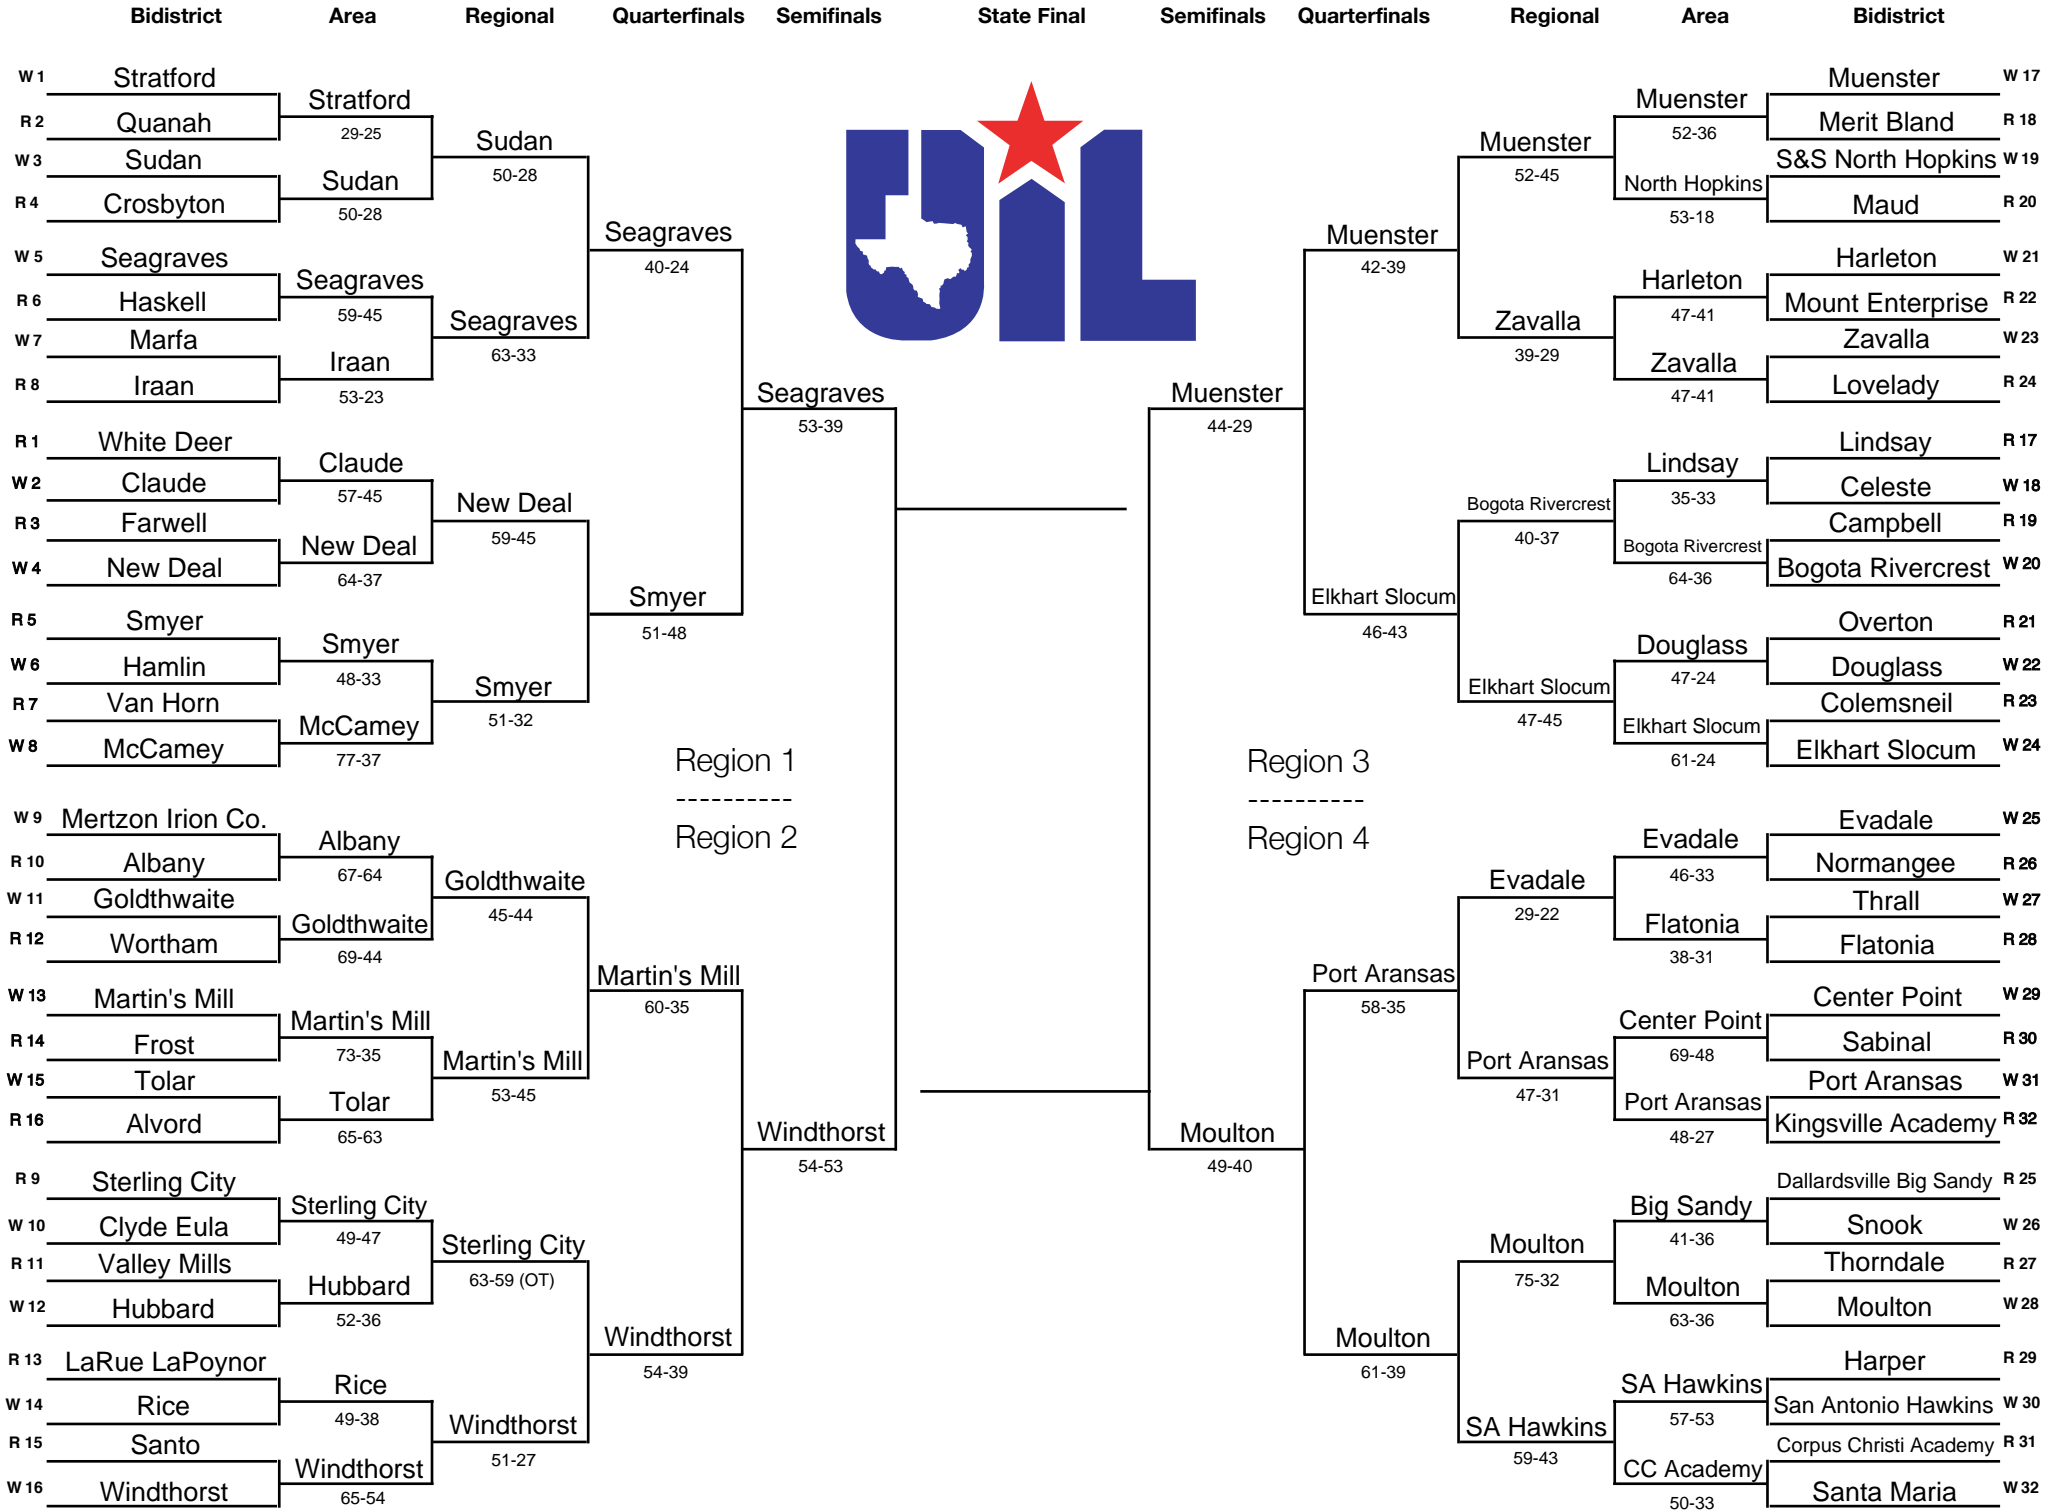 Bidistrict Area Regional Quarterfinals Semifinals State Final Semifinals Quarterfinals Regional Area Bidistrict
W 1 Stratford
R 2 Quanah
W 3 Sudan
R 4 Crosbyton
W 5 Seagraves
R 6 Haskell
W 7 Marfa
R 8 Iraan
R 1 White Deer
W 2 Claude
R 3 Farwell
W 4 New Deal
R 5 Smyer
W 6 Hamlin
R 7 Van Horn
W 8 McCamey
W 9 Mertzon Irion Co.
R 10 Albany
W 11 Goldthwaite
R 12 Wortham
W 13 Martin's Mill
R 14 Frost
W 15 Tolar
R 16 Alvord
R 9 Sterling City
W 10 Clyde Eula
R 11 Valley Mills
W 12 Hubbard
R 13 LaRue LaPoynor
W 14 Rice
R 15 Santo
W 16 Windthorst
Stratford
29-25
Sudan
50-28
Seagraves
59-45
Iraan
53-23
Claude
57-45
New Deal
64-37
Smyer
48-33
McCamey
77-37
Albany
67-64
Goldthwaite
69-44
Martin's Mill
73-35
Tolar
65-63
Sterling City
49-47
Hubbard
52-36
Rice
49-38
Windthorst
65-54
Sudan
50-28
Seagraves
63-33
New Deal
59-45
Smyer
51-32
Goldthwaite
45-44
Martin's Mill
53-45
Sterling City
63-59 (OT)
Windthorst
51-27
Seagraves
40-24
Smyer
51-48
Region 1
----------
Region 2
Martin's Mill
60-35
Windthorst
54-39
Seagraves
53-39
Windthorst
54-53
UIL
Muenster
44-29
Moulton
49-40
Muenster
42-39
Elkhart Slocum
46-43
Region 3
----------
Region 4
Port Aransas
58-35
Moulton
61-39
Muenster
52-45
Zavalla
39-29
Bogota Rivercrest
40-37
Elkhart Slocum
47-45
Evadale
29-22
Port Aransas
47-31
Moulton
75-32
SA Hawkins
59-43
Muenster
52-36
North Hopkins
53-18
Harleton
47-41
Zavalla
47-41
Lindsay
35-33
Bogota Rivercrest
64-36
Douglass
47-24
Elkhart Slocum
61-24
Evadale
46-33
Flatonia
38-31
Center Point
69-48
Port Aransas
48-27
Big Sandy
41-36
Moulton
63-36
SA Hawkins
57-53
CC Academy
50-33
Muenster W 17
Merit Bland R 18
S&S North Hopkins W 19
Maud R 20
Harleton W 21
Mount Enterprise R 22
Zavalla W 23
Lovelady R 24
Lindsay R 17
Celeste W 18
Campbell R 19
Bogota Rivercrest W 20
Overton R 21
Douglass W 22
Colemsneil R 23
Elkhart Slocum W 24
Evadale W 25
Normangee R 26
Thrall W 27
Flatonia R 28
Center Point W 29
Sabinal R 30
Port Aransas W 31
Kingsville Academy R 32
Dallardsville Big Sandy R 25
Snook W 26
Thorndale R 27
Moulton W 28
Harper R 29
San Antonio Hawkins W 30
Corpus Christi Academy R 31
Santa Maria W 32